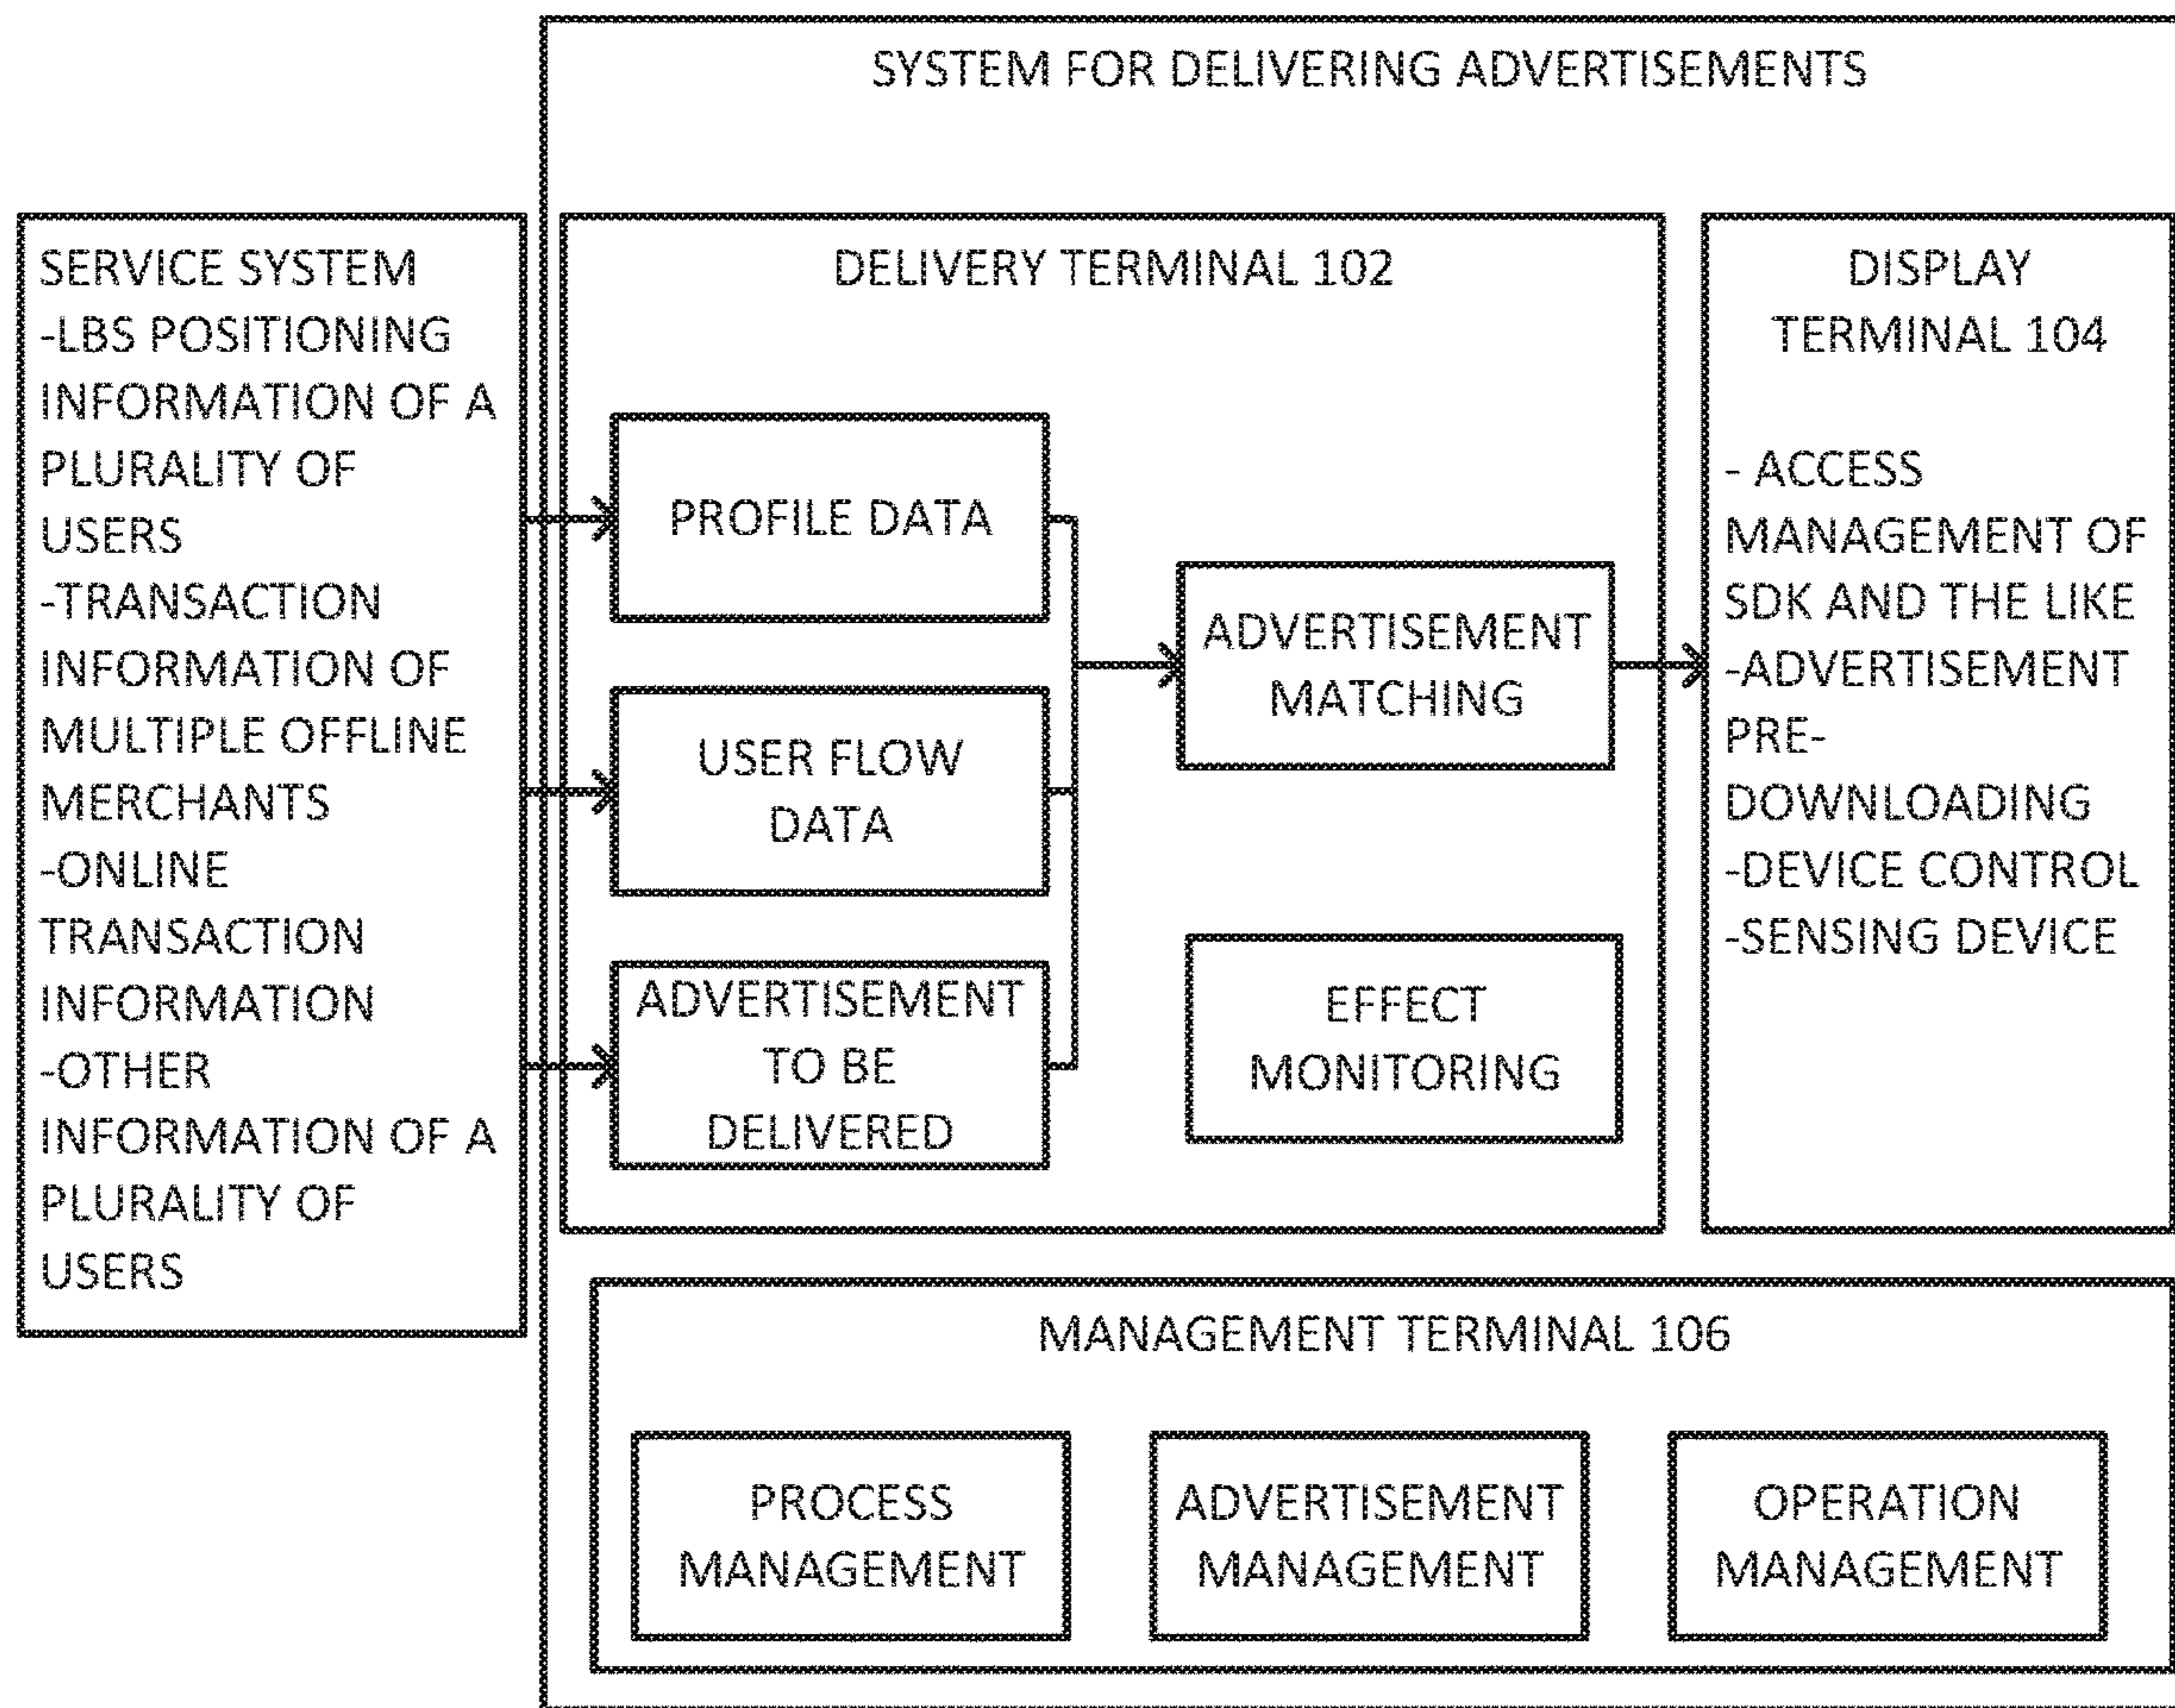 SYSTEM FOR DELIVERING ADVERTISEMENTS
SERVICE SYSTEM
-LBS POSITIONING
INFORMATION OF A
PLURALITY OF
USERS
-TRANSACTION
INFORMATION OF
MULTIPLE OFFLINE
MERCHANTS
-ONLINE
TRANSACTION
INFORMATION
-OTHER
INFORMATION OF A
PLURALITY OF
USERS
DELIVERY TERMINAL 102
PROFILE DATA
USER FLOW
DATA
ADVERTISEMENT
TO BE
DELIVERED
ADVERTISEMENT
MATCHING
EFFECT
MONITORING
DISPLAY
TERMINAL 104
- ACCESS
MANAGEMENT OF
SDK AND THE LIKE
-ADVERTISEMENT
PRE-
DOWNLOADING
-DEVICE CONTROL
-SENSING DEVICE
MANAGEMENT TERMINAL 106
PROCESS
MANAGEMENT
ADVERTISEMENT
MANAGEMENT
OPERATION
MANAGEMENT